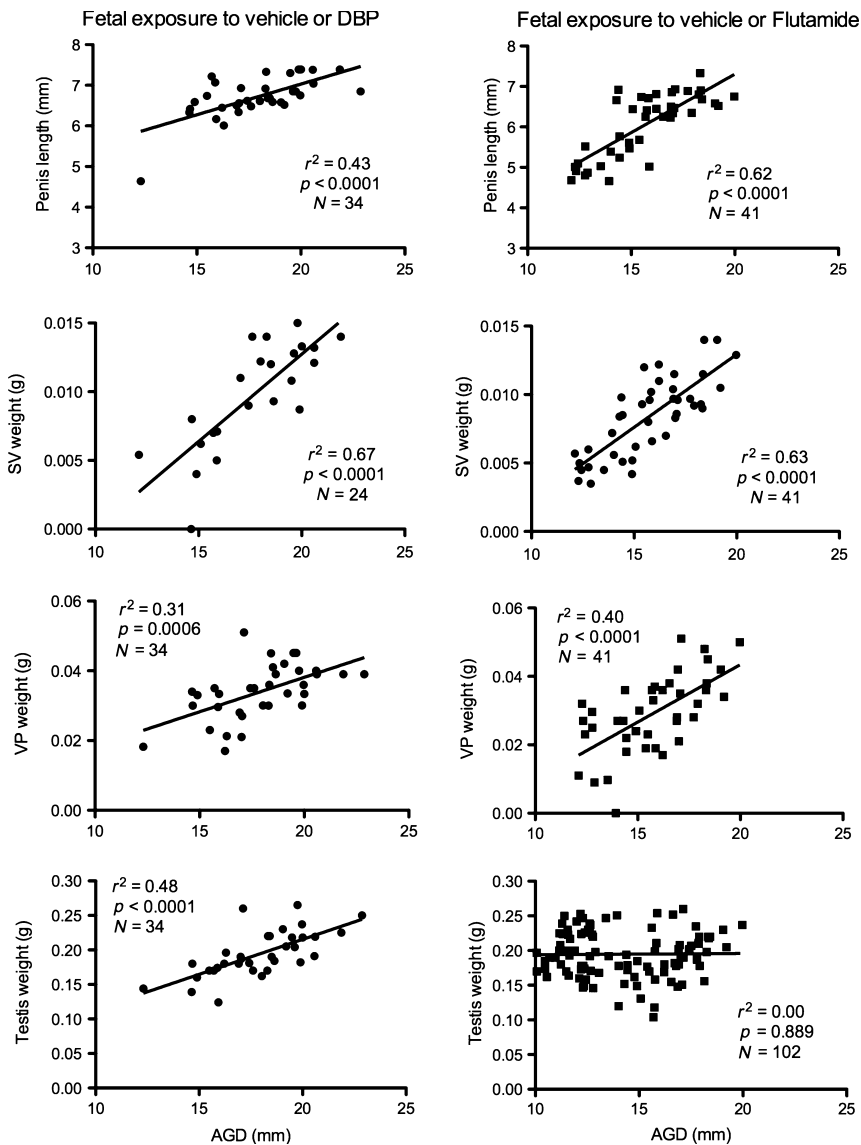 Fetal exposure to vehicle or DBP
Fetal exposure to vehicle or Flutamide
Penis length (mm)
8
7
6
5
4
3
10 15 20 25
r² = 0.43
p < 0.0001
N = 34
Penis length (mm)
8
7
6
5
4
3
10 15 20 25
r² = 0.62
p < 0.0001
N = 41
SV weight (g)
0.015
0.010
0.005
0.000
10 15 20 25
r² = 0.67
p < 0.0001
N = 24
SV weight (g)
0.015
0.010
0.005
0.000
10 15 20 25
r² = 0.63
p < 0.0001
N = 41
VP weight (g)
0.06
0.04
0.02
0.00
10 15 20 25
r² = 0.31
p = 0.0006
N = 34
VP weight (g)
0.06
0.04
0.02
0.00
10 15 20 25
r² = 0.40
p < 0.0001
N = 41
Testis weight (g)
0.30
0.25
0.20
0.15
0.10
0.05
0.00
10 15 20 25
AGD (mm)
r² = 0.48
p < 0.0001
N = 34
Testis weight (g)
0.30
0.25
0.20
0.15
0.10
0.05
0.00
10 15 20 25
AGD (mm)
r² = 0.00
p = 0.889
N = 102